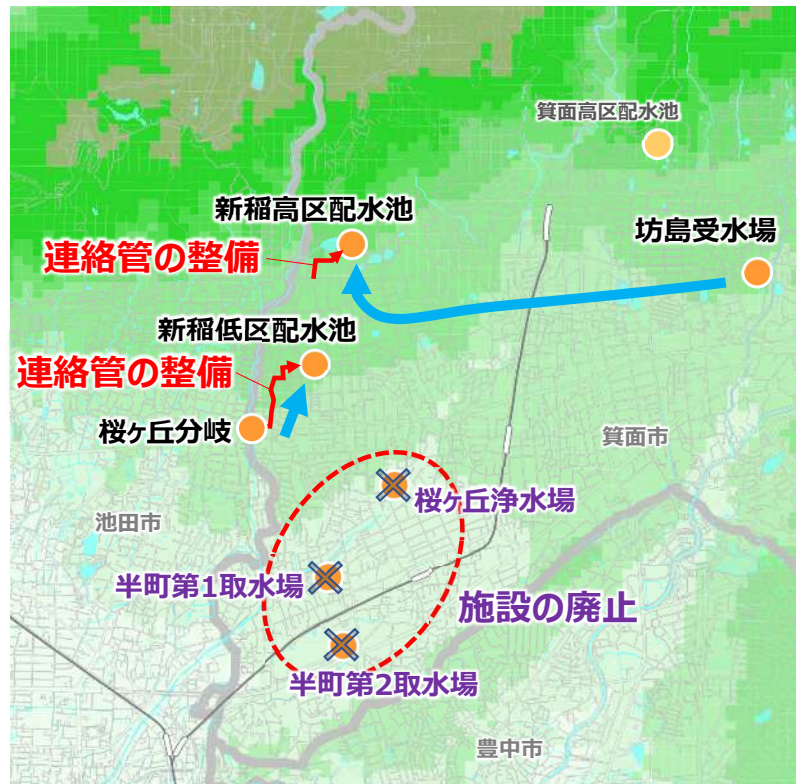 箕面高区配水池
新稲高区配水池
坊島受水場
連絡管の整備
新稲低区配水池
連絡管の整備
桜ヶ丘分岐
箕面市
桜ヶ丘浄水場
池田市
半町第1取水場
施設の廃止
半町第2取水場
豊中市